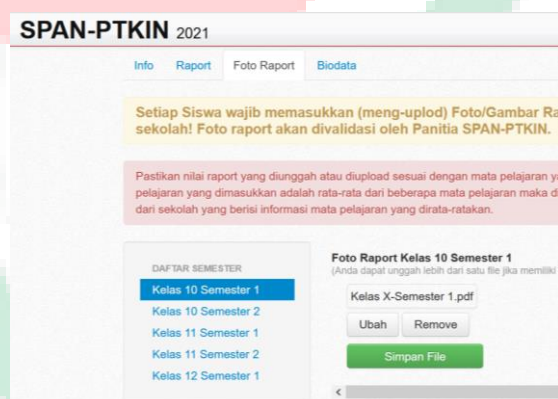 SPAN-PTKIN 2021
Info Raport Foto Raport Biodata
Setiap Siswa wajib memasukkan (meng-uplod) Foto/Gambar Ra
sekolah! Foto raport akan divalidasi oleh Panitia SPAN-PTKIN.
Pastikan nilai raport yang diunggah atau diupload sesuai dengan mata pelajaran ya
pelajaran yang dimasukkan adalah rata-rata dari beberapa mata pelajaran maka di
dari sekolah yang berisi informasi mata pelajaran yang dirata-ratakan.
DAFTAR SEMESTER
Kelas 10 Semester 1
Kelas 10 Semester 2
Kelas 11 Semester 1
Kelas 11 Semester 2
Kelas 12 Semester 1
Foto Raport Kelas 10 Semester 1
(Anda dapat unggah lebih dari satu file jika memiliki
Kelas X-Semester 1.pdf
Ubah Remove
Simpan File